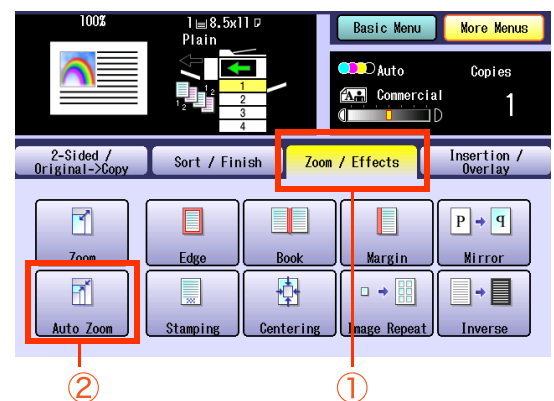 100%
1 8.5x11
Plain
1
2
3
4
1 2
1 2
Basic Menu
More Menus
Auto
Copies
Commercial
1
2-Sided /
Original->Copy
Sort / Finish
Zoom / Effects
Insertion /
Overlay
P P
Zoom
Edge
Book
Margin
Mirror
Auto Zoom
Stamping
Centering
Image Repeat
Inverse
② ①